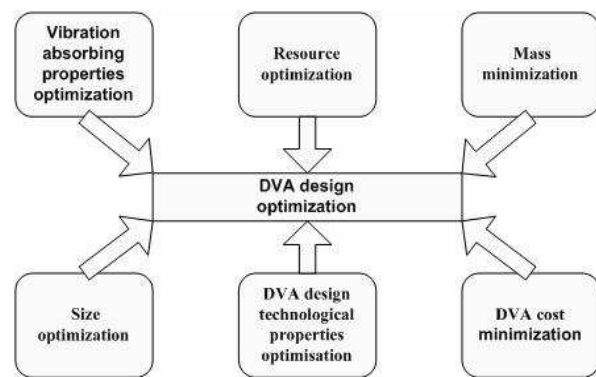 Vibration
absorbing
properties
optimization
Resource
optimization
Mass
minimization
DVA design
optimization
Size
optimization
DVA design
technological
properties
optimisation
DVA cost
minimization